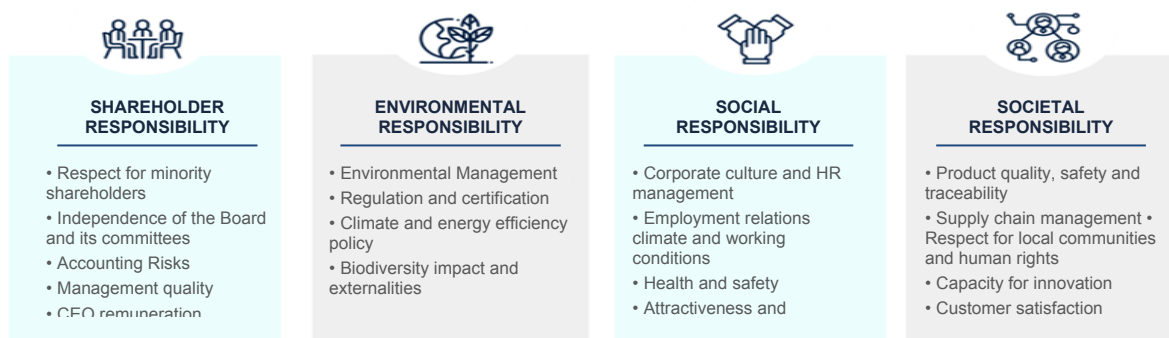 SHAREHOLDER
RESPONSIBILITY
• Respect for minority
shareholders
• Independence of the Board
and its committees
• Accounting Risks
• Management quality
• CEO remuneration
ENVIRONMENTAL
RESPONSIBILITY
• Environmental Management
• Regulation and certification
• Climate and energy efficiency
policy
• Biodiversity impact and
externalities
SOCIAL
RESPONSIBILITY
• Corporate culture and HR
management
• Employment relations
climate and working
conditions
• Health and safety
• Attractiveness and
SOCIETAL
RESPONSIBILITY
• Product quality, safety and
traceability
• Supply chain management •
Respect for local communities
and human rights
• Capacity for innovation
• Customer satisfaction